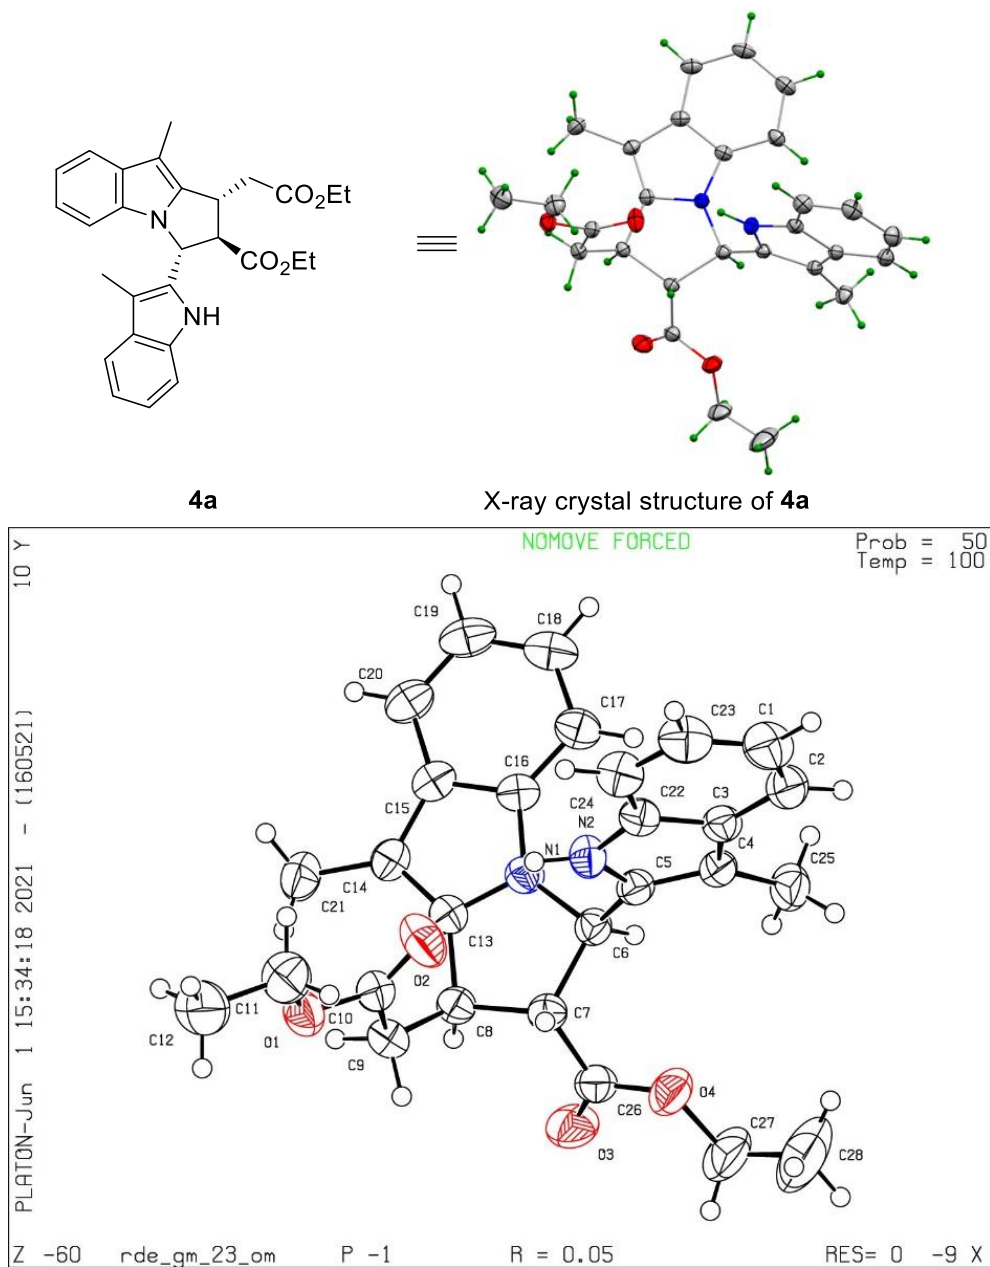 CO2Et
CO2Et
N
NH
4a
X-ray crystal structure of 4a
NOMOVE FORCED
Prob = 50
Temp = 100
10 Y
PLATON-Jun 1 15:34:18 2021 - (160521)
C19
C18
C20
C17
C23
C1
C2
C16
C15
C24
C22
C3
N2
C4
N1
C5
C25
C14
C21
C13
C6
O2
C11
C10
C7
C12
O1
C8
C9
O4
C26
C27
O3
C28
Z -60 rde_gm_23_om P -1 R = 0.05 RES= 0 -9 X